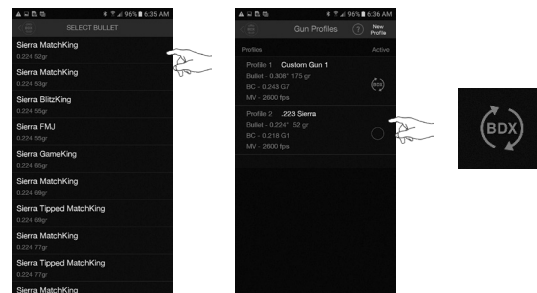 96% 6:35 AM
SELECT BULLET
Sierra MatchKing
0.224 52gr
Sierra MatchKing
0.224 53gr
Sierra BlitzKing
0.224 55gr
Sierra FMJ
0.224 55gr
Sierra GameKing
0.224 65gr
Sierra MatchKing
0.224 69gr
Sierra Tipped MatchKing
0.224 69gr
Sierra MatchKing
0.224 77gr
Sierra Tipped MatchKing
0.224 77gr
Sierra MatchKing
96% 6:36 AM
Gun Profiles ? New
Profile
Profiles Active
Profile 1 Custom Gun 1
Bullet - 0.308" 175 gr
BC - 0.243 G7
MV - 2600 fps
BDX
Profile 2 .223 Sierra
Bullet - 0.224" 52 gr
BC - 0.218 G1
MV - 2600 fps
BDX